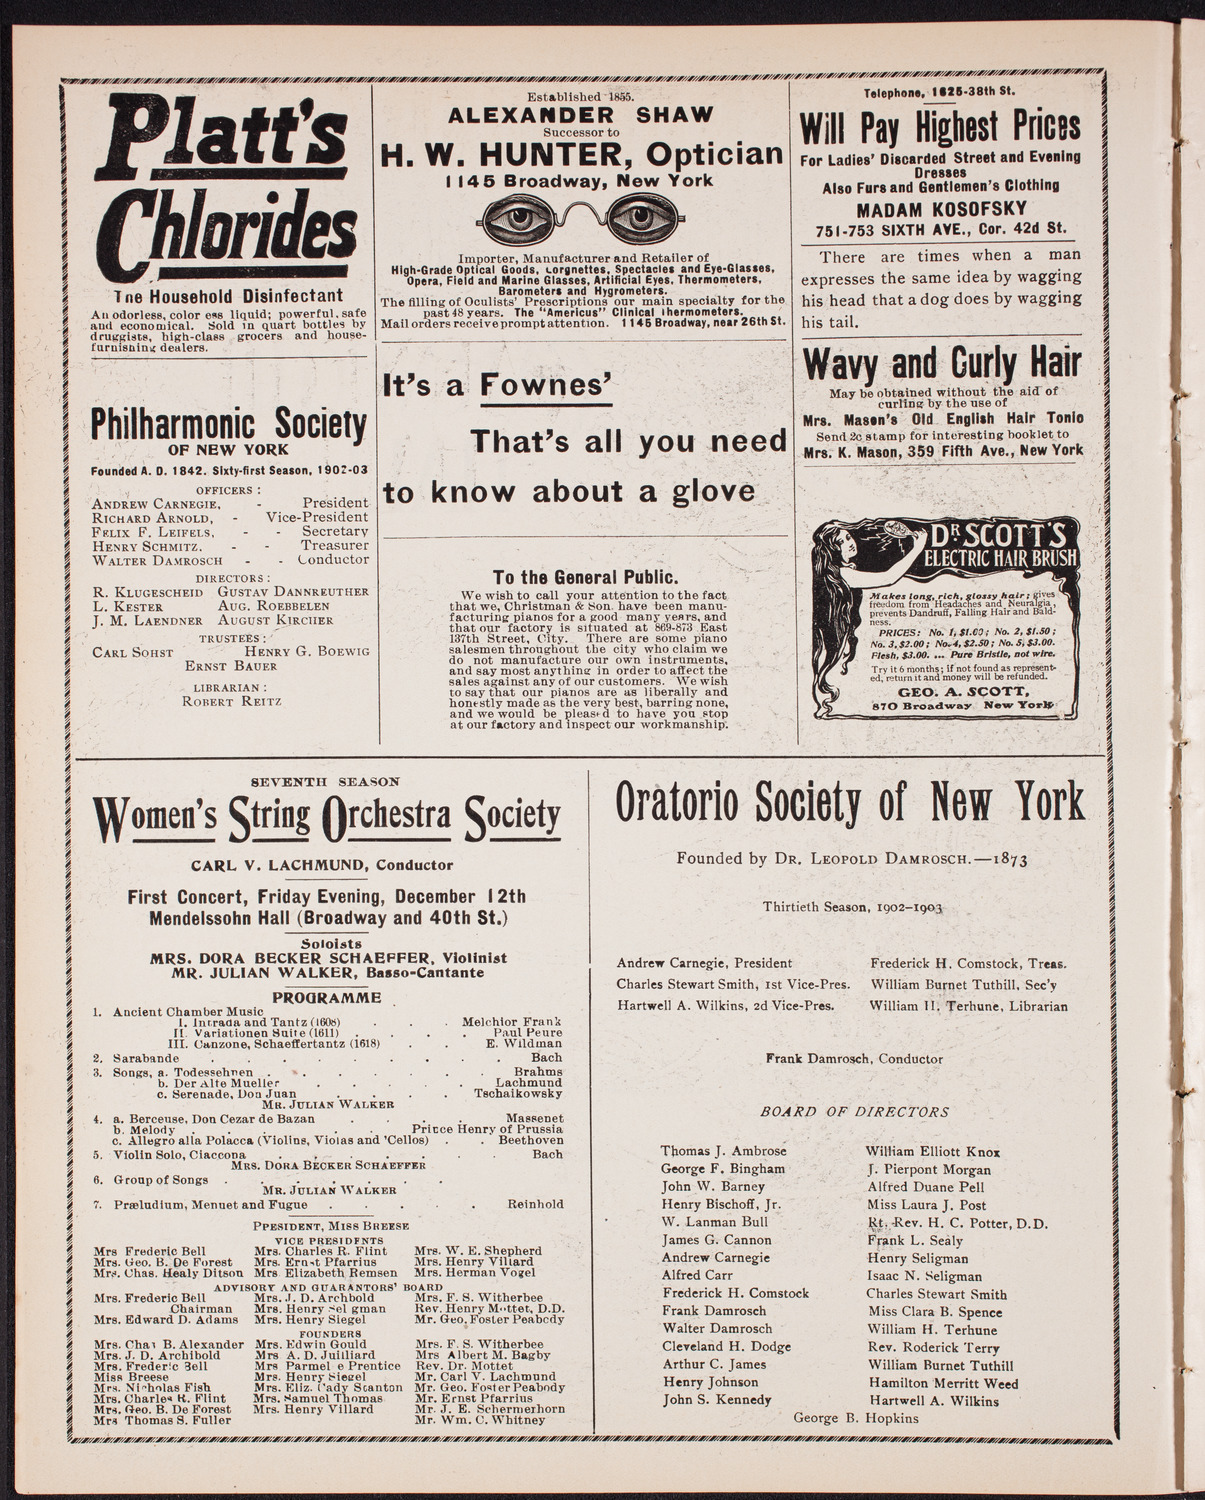 Platt's
Chlorides
The Household Disinfectant
An odorless, color ess liquid; powerful, safe
and economical. Sold in quart bottles by
druggists, high-class grocers and house-
furnishing dealers.
Philharmonic Society
OF NEW YORK
Founded A. D. 1842. Sixty-first Season, 1902-03
OFFICERS:
ANDREW CARNEGIE, - President
RICHARD ARNOLD, - Vice-President
FELIX F. LEIFELS, - - Secretary
HENRY SCHMITZ, - - Treasurer
WALTER DAMROSCH - - Conductor
DIRECTORS:
R. KLUGESCHEID GUSTAV DANNREUTHER
L. KESTER AUG. ROEBBELEN
J. M. LAENDNER AUGUST KIRCHER
TRUSTEES:
CARL SOHST HENRY G. BOEWIG
ERNST BAUER
LIBRARIAN:
ROBERT REITZ
Established 1855.
ALEXANDER SHAW
Successor to
H. W. HUNTER, Optician
1145 Broadway, New York
Importer, Manufacturer and Retailer of
High-Grade Optical Goods, Lorgnettes, Spectacles and Eye-Glasses,
Opera, Field and Marine Glasses, Artificial Eyes, Thermometers,
Barometers and Hygrometers.
The filling of Oculists' Prescriptions our main specialty for the
past 48 years. The "Americus" Clinical Thermometers.
Mail orders receive prompt attention. 1145 Broadway, near 26th St.
It's a Fownes'
That's all you need
to know about a glove
To the General Public.
We wish to call your attention to the fact
that we, Christman & Son, have been manu-
facturing pianos for a good many years, and
that our factory is situated at 869-873 East
137th Street, City. There are some piano
salesmen throughout the city who claim we
do not manufacture our own instruments,
and say most anything in order to affect the
sales against any of our customers. We wish
to say that our pianos are as liberally and
honestly made as the very best, barring none,
and we would be pleased to have you stop
at our factory and inspect our workmanship.
Telephone, 1625-38th St.
Will Pay Highest Prices
For Ladies' Discarded Street and Evening
Dresses
Also Furs and Gentlemen's Clothing
MADAM KOSOFSKY
751-753 SIXTH AVE., Cor. 42d St.
There are times when a man
expresses the same idea by wagging
his head that a dog does by wagging
his tail.
Wavy and Curly Hair
May be obtained without the aid of
curling by the use of
Mrs. Mason's Old English Hair Tonic
Send 2c stamp for interesting booklet to
Mrs. K. Mason, 359 Fifth Ave., New York
DR. SCOTT'S
ELECTRIC HAIR BRUSH
Makes long, rich, glossy hair; gives
freedom from Headaches and Neuralgia,
prevents Dandruff, Falling Hair and Bald-
ness.
PRICES: No. 1, $1.00; No. 2, $1.50;
No. 3, $2.00; No. 4, $2.50; No. 5, $3.00.
Flesh, $3.00. ... Pure Bristle, not wire.
Try it 6 months; if not found as represent-
ed, return it and money will be refunded.
GEO. A. SCOTT,
870 Broadway New York
SEVENTH SEASON
Women's String Orchestra Society
CARL V. LACHMUND, Conductor
First Concert, Friday Evening, December 12th
Mendelssohn Hall (Broadway and 40th St.)
Soloists
MRS. DORA BECKER SCHAEFFER, Violinist
MR. JULIAN WALKER, Basso-Cantante
PROGRAMME
1. Ancient Chamber Music
I. Intrada and Tantz (1608) . . . Melchior Frank
II. Variationen Suite (1611) . . . . Paul Peure
III. Canzone, Schaeffertantz (1618) . . E. Wildman
2. Sarabande . . . . . . . . Bach
3. Songs, a. Todessehnen . . . . . . Brahms
b. Der Alte Mueller . . . . . Lachmund
c. Serenade, Don Juan . . . . Tschaikowsky
MR. JULIAN WALKER
4. a. Berceuse, Don Cezar de Bazan . . . . Massenet
b. Melody . . . . . Prince Henry of Prussia
c. Allegro alla Polacca (Violins, Violas and 'Cellos) . . Beethoven
5. Violin Solo, Ciaccona . . . . . . . Bach
MRS. DORA BECKER SCHAEFFER
6. Group of Songs . . . . . .
MR. JULIAN WALKER
7. Præludium, Menuet and Fugue . . . . . Reinhold
PRESIDENT, MISS BREESE
VICE PRESIDENTS
Mrs Frederic Bell Mrs. Charles R. Flint Mrs. W. E. Shepherd
Mrs. Geo. B. De Forest Mrs. Ernst Pfarrius Mrs. Henry Villard
Mrs. Chas. Healy Ditson Mrs Elizabeth Remsen Mrs. Herman Vogel
ADVISORY AND GUARANTORS' BOARD
Mrs. Frederic Bell Mrs. J. D. Archbold Mrs. F. S. Witherbee
Chairman Mrs. Henry Sel gman Rev. Henry Mottet, D.D.
Mrs. Edward D. Adams Mrs. Henry Siegel Mr. Geo. Foster Peabody
FOUNDERS
Mrs. Chas B. Alexander Mrs. Edwin Gould Mrs. F. S. Witherbee
Mrs. J. D. Archibold Mrs A. D. Juilliard Mrs Albert M. Bagby
Mrs. Frederic Bell Mrs Parmel e Prentice Rev. Dr. Mottet
Miss Breese Mrs. Henry Siegel Mr. Carl V. Lachmund
Mrs. Nicholas Fish Mrs. Eliz. Cady Stanton Mr. Geo. Foster Peabody
Mrs. Charles R. Flint Mrs. Samuel Thomas Mr. Ernst Pfarrius
Mrs. Geo. B. De Forest Mrs. Henry Villard Mr. J. E. Schermerhorn
Mrs Thomas S. Fuller Mr. Wm. C. Whitney
Oratorio Society of New York
Founded by DR. LEOPOLD DAMROSCH.—1873
Thirtieth Season, 1902-1903
Andrew Carnegie, President Frederick H. Comstock, Treas.
Charles Stewart Smith, 1st Vice-Pres. William Burnet Tuthill, Sec'y
Hartwell A. Wilkins, 2d Vice-Pres. William H. Terhune, Librarian
Frank Damrosch, Conductor
BOARD OF DIRECTORS
Thomas J. Ambrose William Elliott Knox
George F. Bingham J. Pierpont Morgan
John W. Barney Alfred Duane Pell
Henry Bischoff, Jr. Miss Laura J. Post
W. Lanman Bull Rt. Rev. H. C. Potter, D.D.
James G. Cannon Frank L. Sealy
Andrew Carnegie Henry Seligman
Alfred Carr Isaac N. Seligman
Frederick H. Comstock Charles Stewart Smith
Frank Damrosch Miss Clara B. Spence
Walter Damrosch William H. Terhune
Cleveland H. Dodge Rev. Roderick Terry
Arthur C. James William Burnet Tuthill
Henry Johnson Hamilton Merritt Weed
John S. Kennedy Hartwell A. Wilkins
George B. Hopkins